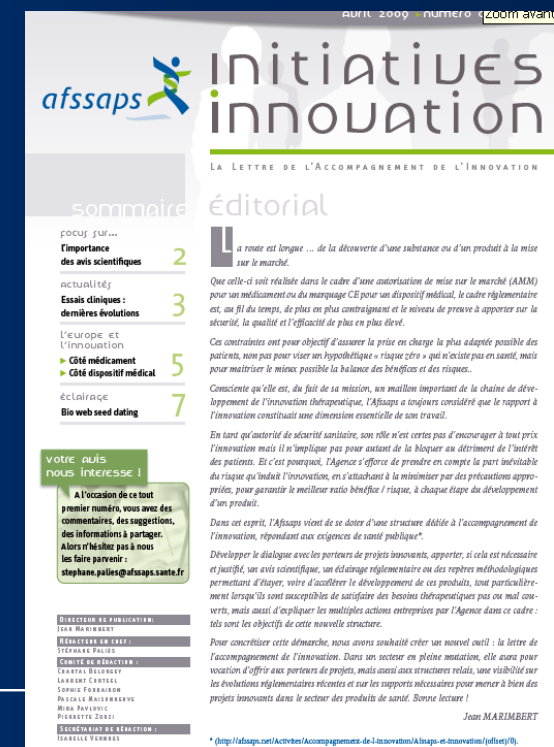 AVRIL 2009 • NUMÉRO
Zoom avant
afssaps
Initiatives
innovation
LA LETTRE DE L'ACCOMPAGNEMENT DE L'INNOVATION
sommaire
focus sur...
l'importance
des avis scientifiques 2
actualités
Essais cliniques :
dernières évolutions 3
l'europe et
l'innovation
▶ Côté médicament
▶ Côté dispositif médical 5
éclairage
Bio web seed dating 7
votre avis
nous intéresse !
A l'occasion de ce tout
premier numéro, vous avez des
commentaires, des suggestions,
des informations à partager.
Alors n'hésitez pas à nous
les faire parvenir :
stephane.palies@afssaps.sante.fr
DIRECTEUR DE PUBLICATION:
JEAN MARIMBERT
RÉDACTEUR EN CHEF :
STÉPHANE PALIÈS
COMITÉ DE RÉDACTION :
CHANTAL BELORGEY
LAURENT CORTEEL
SOPHIE FORNAIRON
PASCALE MAISONNEUVE
MIRA PAVLOVIC
PIERRETTE ZORZI
SECRÉTARIAT DE RÉDACTION :
ISABELLE VERNHES
éditorial
La route est longue ... de la découverte d'une substance ou d'un produit à la mise
sur le marché.
Que celle-ci soit réalisée dans le cadre d'une autorisation de mise sur le marché (AMM)
pour un médicament ou du marquage CE pour un dispositif médical, le cadre réglementaire
est, au fil du temps, de plus en plus contraignant et le niveau de preuve à apporter sur la
sécurité, la qualité et l'efficacité de plus en plus élevé.
Ces contraintes ont pour objectif d'assurer la prise en charge la plus adaptée possible des
patients, non pas pour viser un hypothétique « risque zéro » qui n'existe pas en santé, mais
pour maîtriser le mieux possible la balance des bénéfices et des risques..
Consciente qu'elle est, du fait de sa mission, un maillon important de la chaîne de déve-
loppement de l'innovation thérapeutique, l'Afssaps a toujours considéré que le rapport à
l'innovation constituait une dimension essentielle de son travail.
En tant qu'autorité de sécurité sanitaire, son rôle n'est certes pas d'encourager à tout prix
l'innovation mais il n'implique pas pour autant de la bloquer au détriment de l'intérêt
des patients. Et c'est pourquoi, l'Agence s'efforce de prendre en compte la part inévitable
du risque qu'induit l'innovation, en s'attachant à la minimiser par des précautions appro-
priées, pour garantir le meilleur ratio bénéfice / risque, à chaque étape du développement
d'un produit.
Dans cet esprit, l'Afssaps vient de se doter d'une structure dédiée à l'accompagnement de
l'innovation, répondant aux exigences de santé publique*.
Développer le dialogue avec les porteurs de projets innovants, apporter, si cela est nécessaire
et justifié, un avis scientifique, un éclairage réglementaire ou des repères méthodologiques
permettant d'étayer, voire d'accélérer le développement de ces produits, tout particulière-
ment lorsqu'ils sont susceptibles de satisfaire des besoins thérapeutiques pas ou mal cou-
verts, mais aussi d'expliquer les multiples actions entreprises par l'Agence dans ce cadre :
tels sont les objectifs de cette nouvelle structure.
Pour concrétiser cette démarche, nous avons souhaité créer un nouvel outil : la lettre de
l'accompagnement de l'innovation. Dans un secteur en pleine mutation, elle aura pour
vocation d'offrir aux porteurs de projets, mais aussi aux structures relais, une visibilité sur
les évolutions réglementaires récentes et sur les supports nécessaires pour mener à bien des
projets innovants dans le secteur des produits de santé. Bonne lecture !
Jean MARIMBERT
* (http://afssaps.net/Activites/Accompagnement-de-l-innovation/Afssaps-et-innovation/(offset)/0).